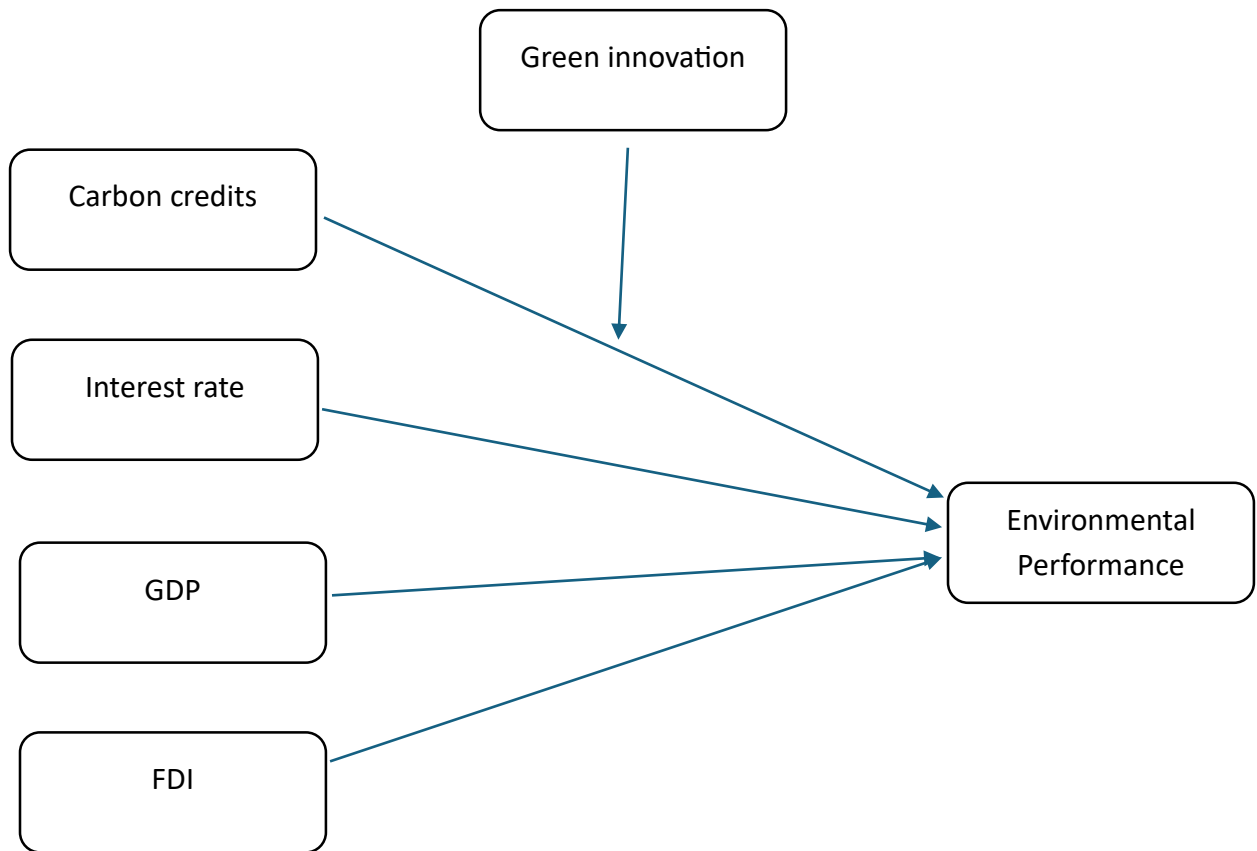 Green innovation
Carbon credits
Interest rate
GDP
FDI
Environmental
Performance